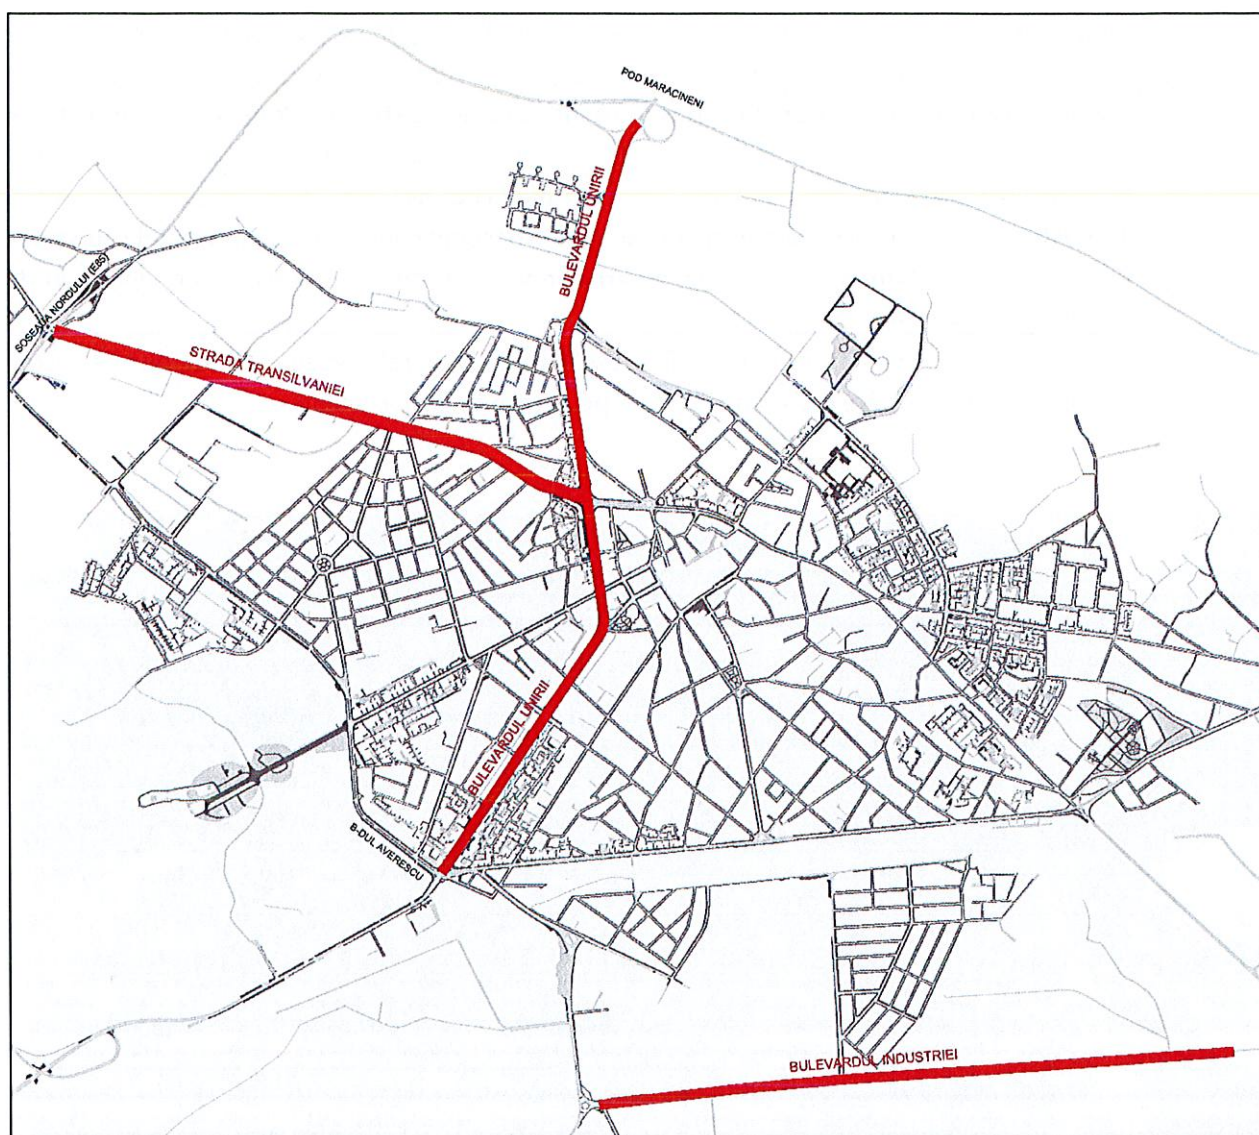 POD MARACINENI
BULEVARDUL UNIRII
SOSEAUA NORDULUI (E85)
STRADA TRANSILVANIEI
BULEVARDUL UNIRII
B-DUL AVERESCU
BULEVARDUL INDUSTRIEI